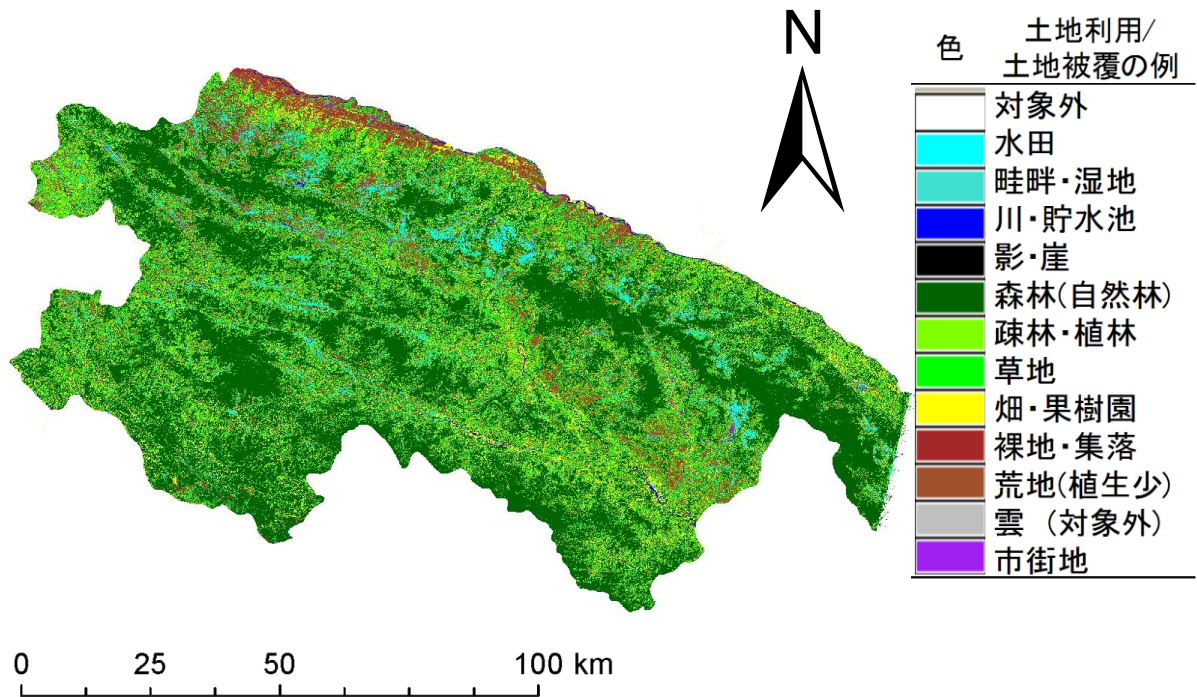 N
色
土地利用/
土地被覆の例
対象外
水田
畦畔・湿地
川・貯水池
影・崖
森林(自然林)
疎林・植林
草地
畑・果樹園
裸地・集落
荒地(植生少)
雲 (対象外)
市街地
0 25 50 100 km